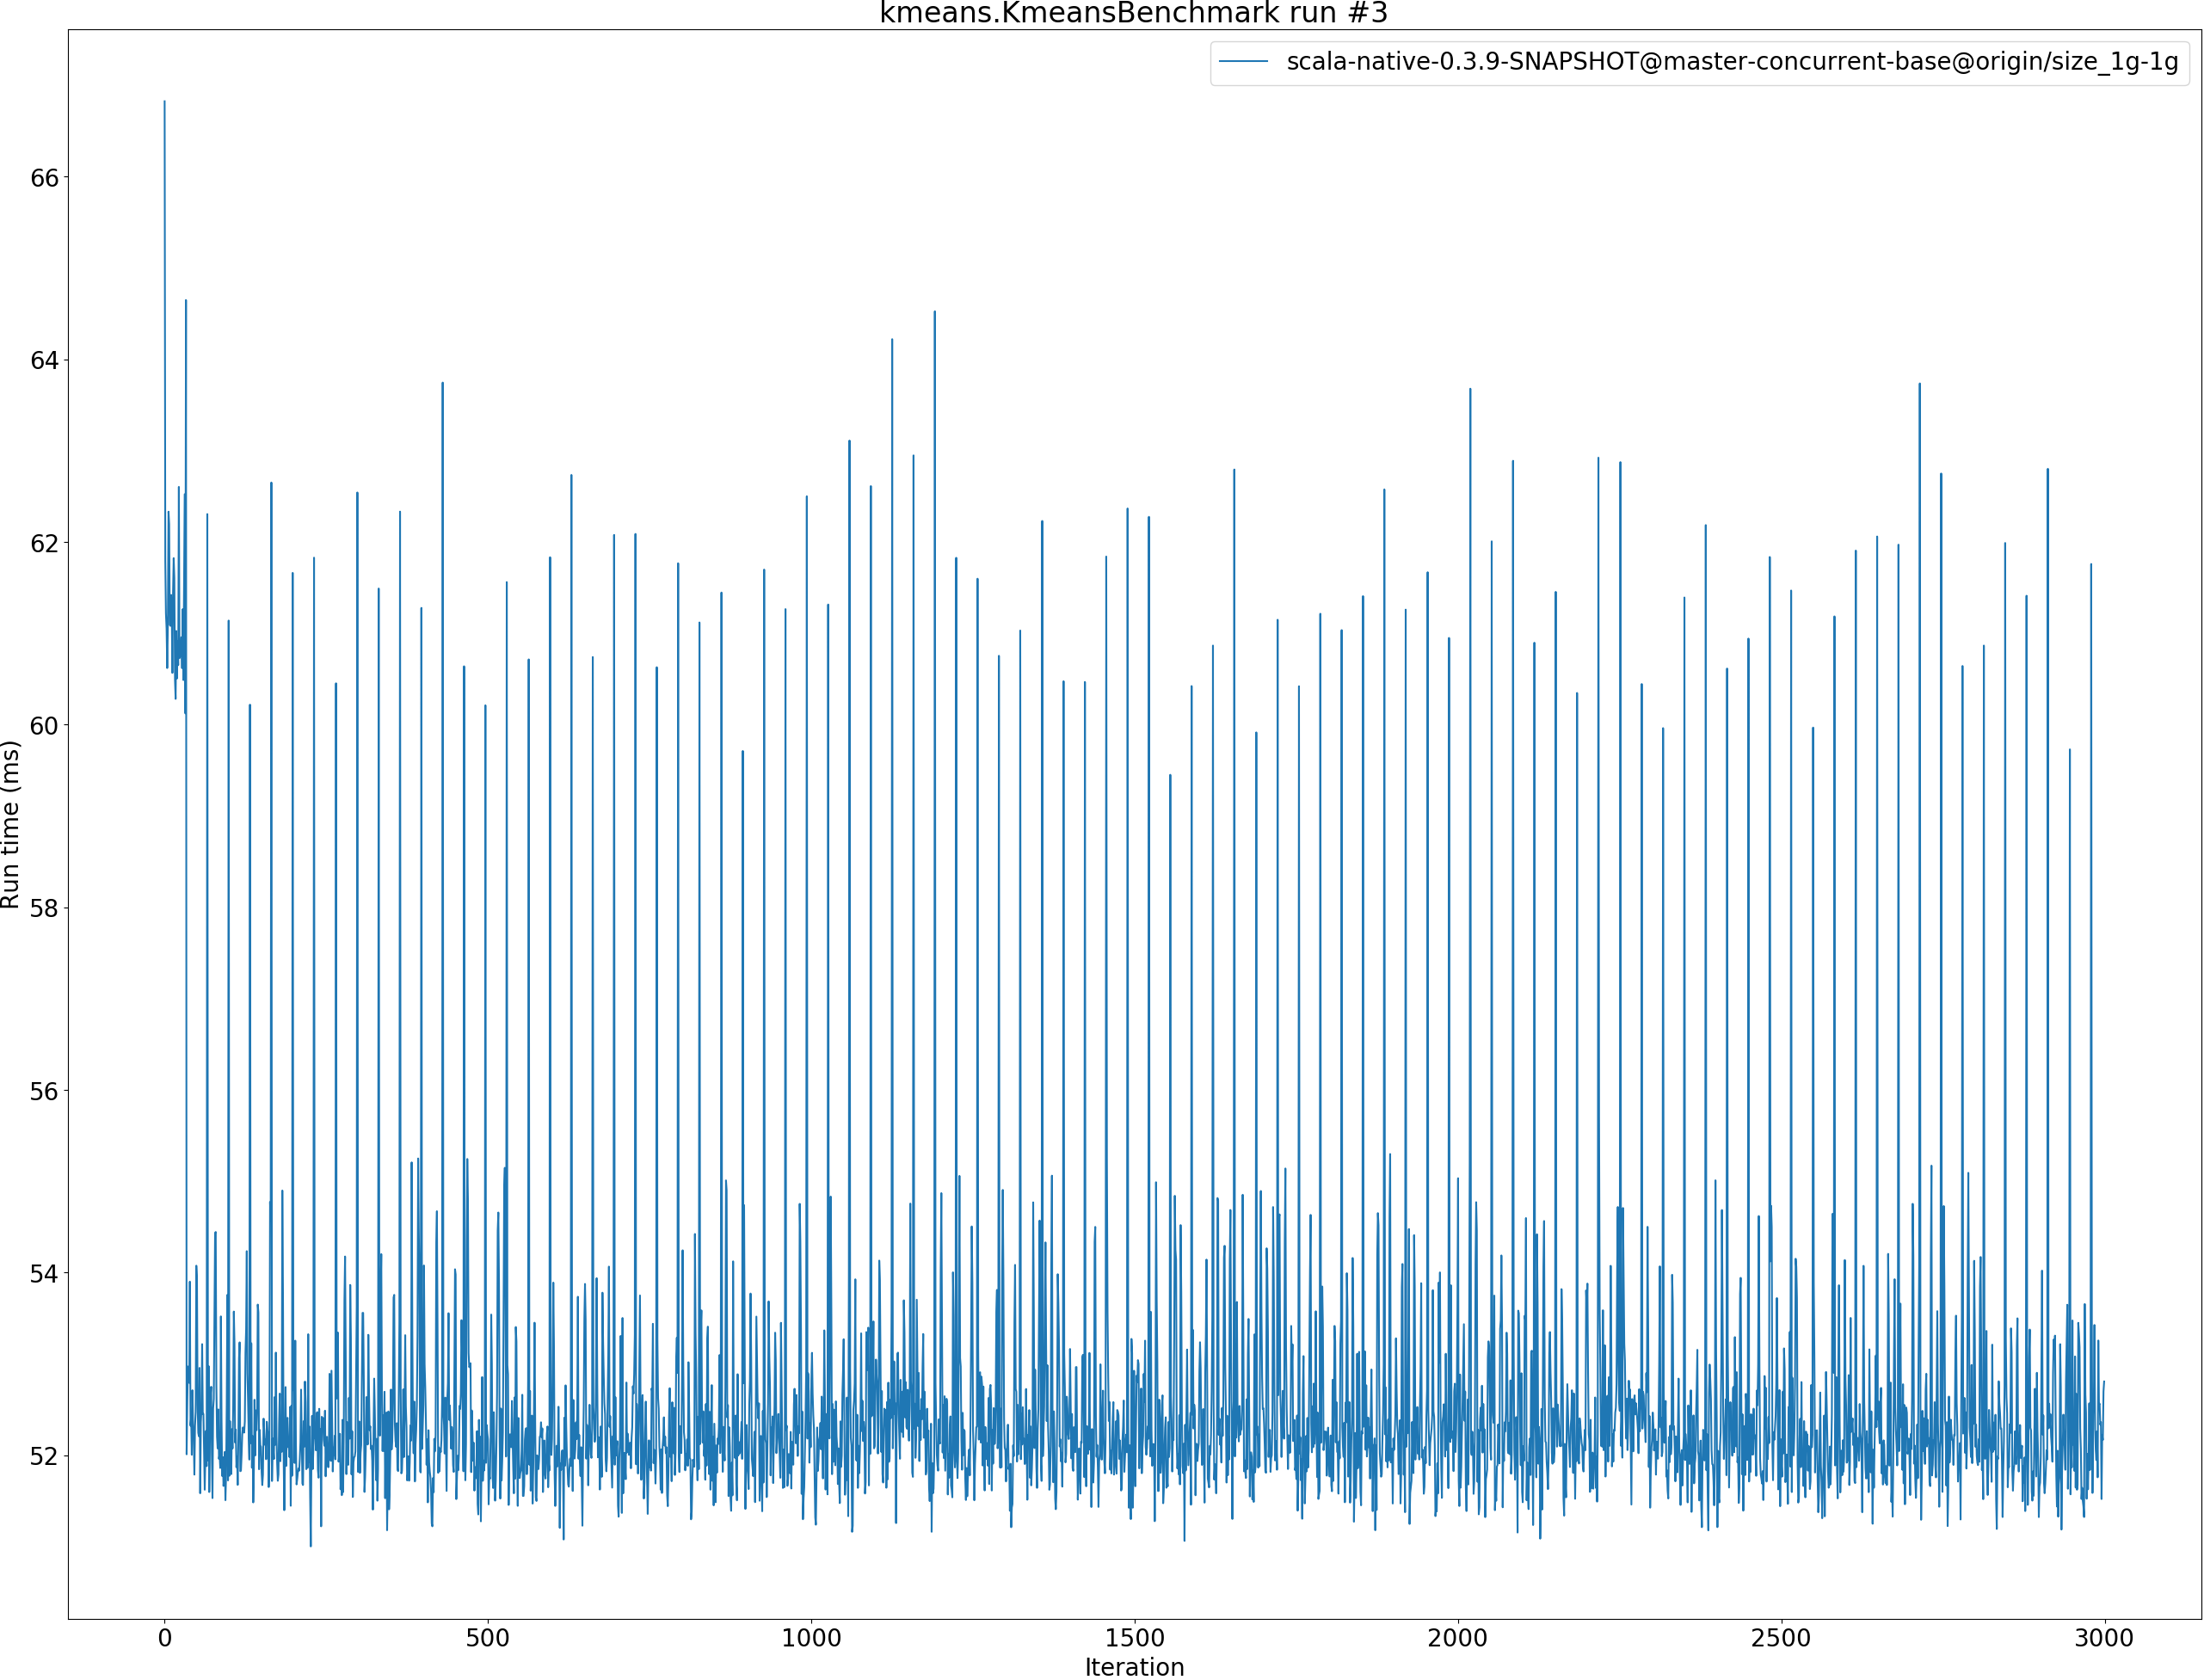 kmeans.KmeansBenchmark run #3
scala-native-0.3.9-SNAPSHOT@master-concurrent-base@origin/size_1g-1g
66
64
62
60
58
56
54
52
Run time (ms)
0 500 1000 1500 2000 2500 3000
Iteration